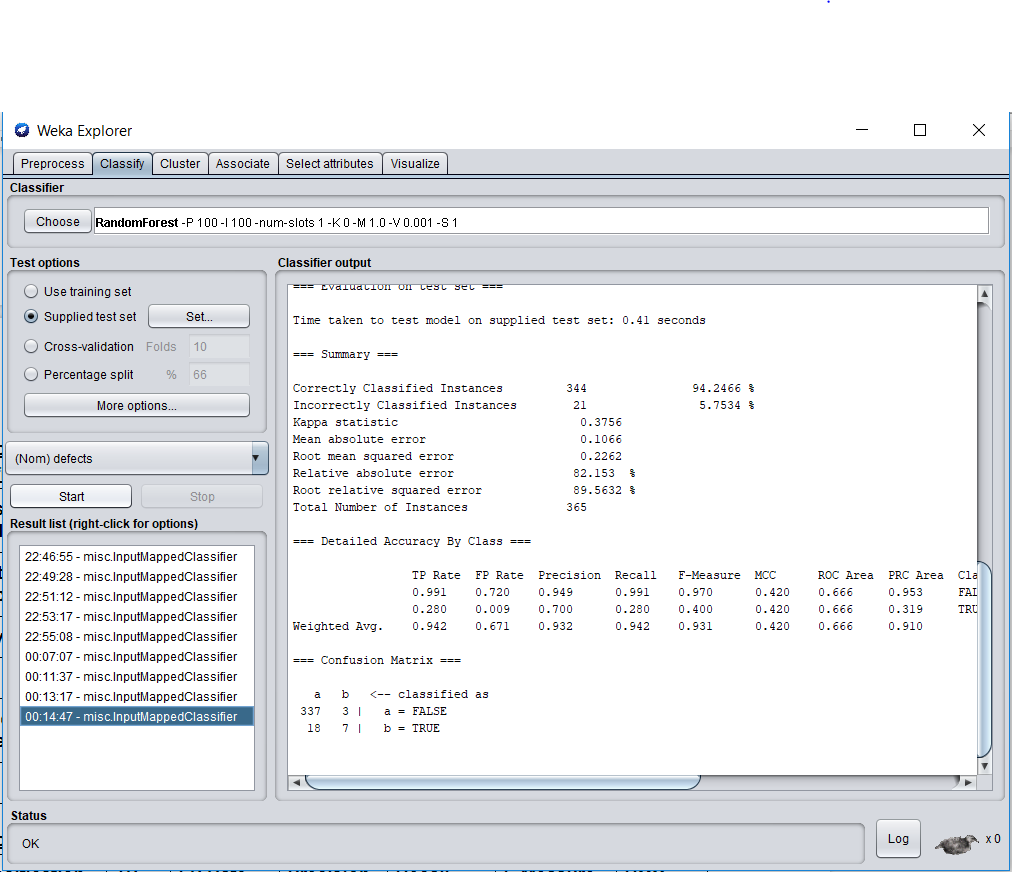 Weka Explorer
Preprocess Classify Cluster Associate Select attributes Visualize
Classifier
Choose RandomForest -P 100 -I 100 -num-slots 1 -K 0 -M 1.0 -V 0.001 -S 1
Test options
Use training set
Supplied test set Set...
Cross-validation Folds 10
Percentage split % 66
More options...
(Nom) defects
Start Stop
Result list (right-click for options)
22:46:55 - misc.InputMappedClassifier
22:49:28 - misc.InputMappedClassifier
22:51:12 - misc.InputMappedClassifier
22:53:17 - misc.InputMappedClassifier
22:55:08 - misc.InputMappedClassifier
00:07:07 - misc.InputMappedClassifier
00:11:37 - misc.InputMappedClassifier
00:13:17 - misc.InputMappedClassifier
00:14:47 - misc.InputMappedClassifier
Classifier output
=== Evaluation on test set ===
Time taken to test model on supplied test set: 0.41 seconds
=== Summary ===
Correctly Classified Instances 344 94.2466 %
Incorrectly Classified Instances 21 5.7534 %
Kappa statistic 0.3756
Mean absolute error 0.1066
Root mean squared error 0.2262
Relative absolute error 82.153 %
Root relative squared error 89.5632 %
Total Number of Instances 365
=== Detailed Accuracy By Class ===
TP Rate FP Rate Precision Recall F-Measure MCC ROC Area PRC Area Cla
0.991 0.720 0.949 0.991 0.970 0.420 0.666 0.953 FAL
0.280 0.009 0.700 0.280 0.400 0.420 0.666 0.319 TRU
Weighted Avg. 0.942 0.671 0.932 0.942 0.931 0.420 0.666 0.910
=== Confusion Matrix ===
a b <-- classified as
337 3 | a = FALSE
18 7 | b = TRUE
Status
OK
Log x 0